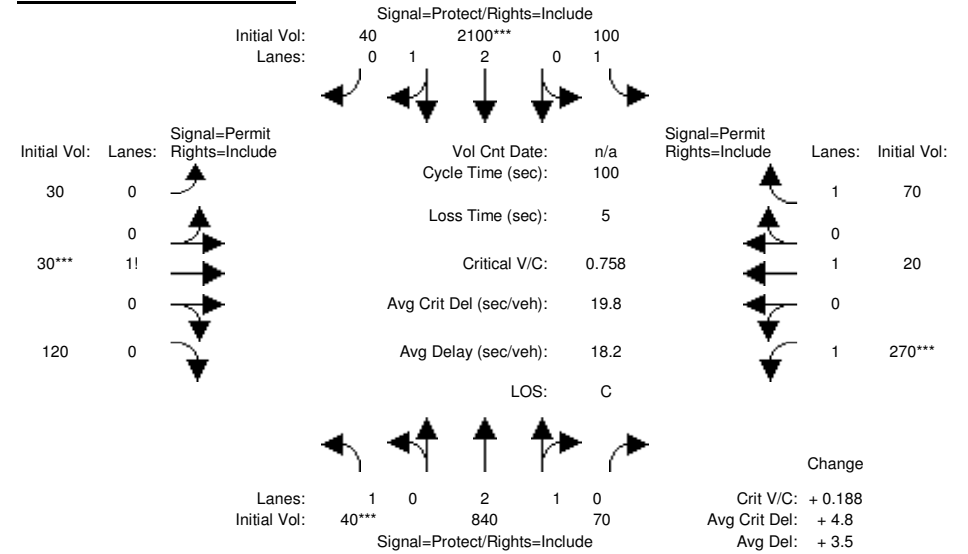 Signal=Protect/Rights=Include
Initial Vol: 40 2100*** 100
Lanes: 0 1 2 0 1
Signal=Permit Signal=Permit
Initial Vol: Lanes: Rights=Include Vol Cnt Date: n/a Rights=Include Lanes: Initial Vol:
Cycle Time (sec): 100
30 0 1 70
Loss Time (sec): 5
0 0
30*** 1! Critical V/C: 0.758 1 20
0 Avg Crit Del (sec/veh): 19.8 0
120 0 Avg Delay (sec/veh): 18.2 1 270***
LOS: C
Change
Lanes: 1 0 2 1 0 Crit V/C: + 0.188
Initial Vol: 40*** 840 70 Avg Crit Del: + 4.8
Signal=Protect/Rights=Include Avg Del: + 3.5